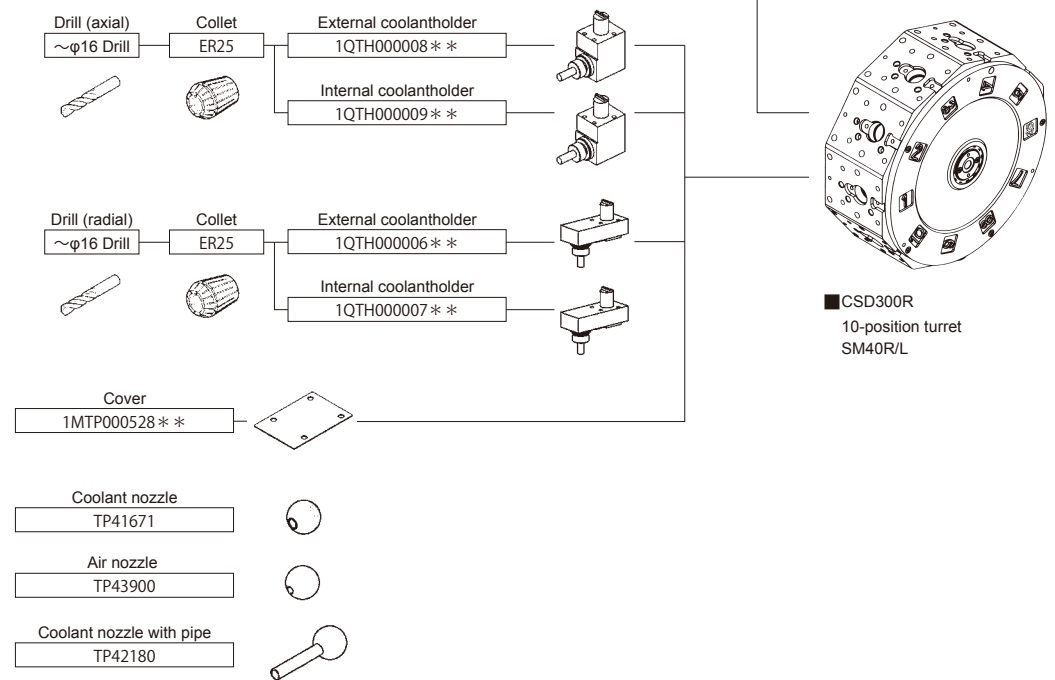 Drill (axial)
Collet
External coolantholder
～φ16 Drill
ER25
1QTH000008＊＊
Internal coolantholder
1QTH000009＊＊
Drill (radial)
Collet
External coolantholder
～φ16 Drill
ER25
1QTH000006＊＊
Internal coolantholder
1QTH000007＊＊
■CSD300R
10-position turret
SM40R/L
Cover
1MTP000528＊＊
Coolant nozzle
TP41671
Air nozzle
TP43900
Coolant nozzle with pipe
TP42180